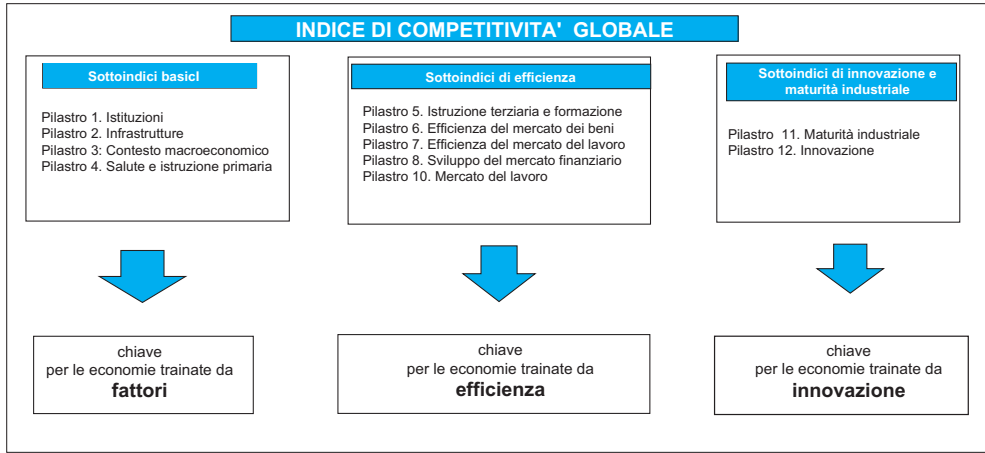 INDICE DI COMPETITIVITA' GLOBALE
Sottoindici basicI
Pilastro 1. Istituzioni
Pilastro 2. Infrastrutture
Pilastro 3: Contesto macroeconomico
Pilastro 4. Salute e istruzione primaria
chiave
per le economie trainate da
fattori
Sottoindici di efficienza
Pilastro 5. Istruzione terziaria e formazione
Pilastro 6. Efficienza del mercato dei beni
Pilastro 7. Efficienza del mercato del lavoro
Pilastro 8. Sviluppo del mercato finanziario
Pilastro 10. Mercato del lavoro
chiave
per le economie trainate da
efficienza
Sottoindici di innovazione e
maturità industriale
Pilastro 11. Maturità industriale
Pilastro 12. Innovazione
chiave
per le economie trainate da
innovazione